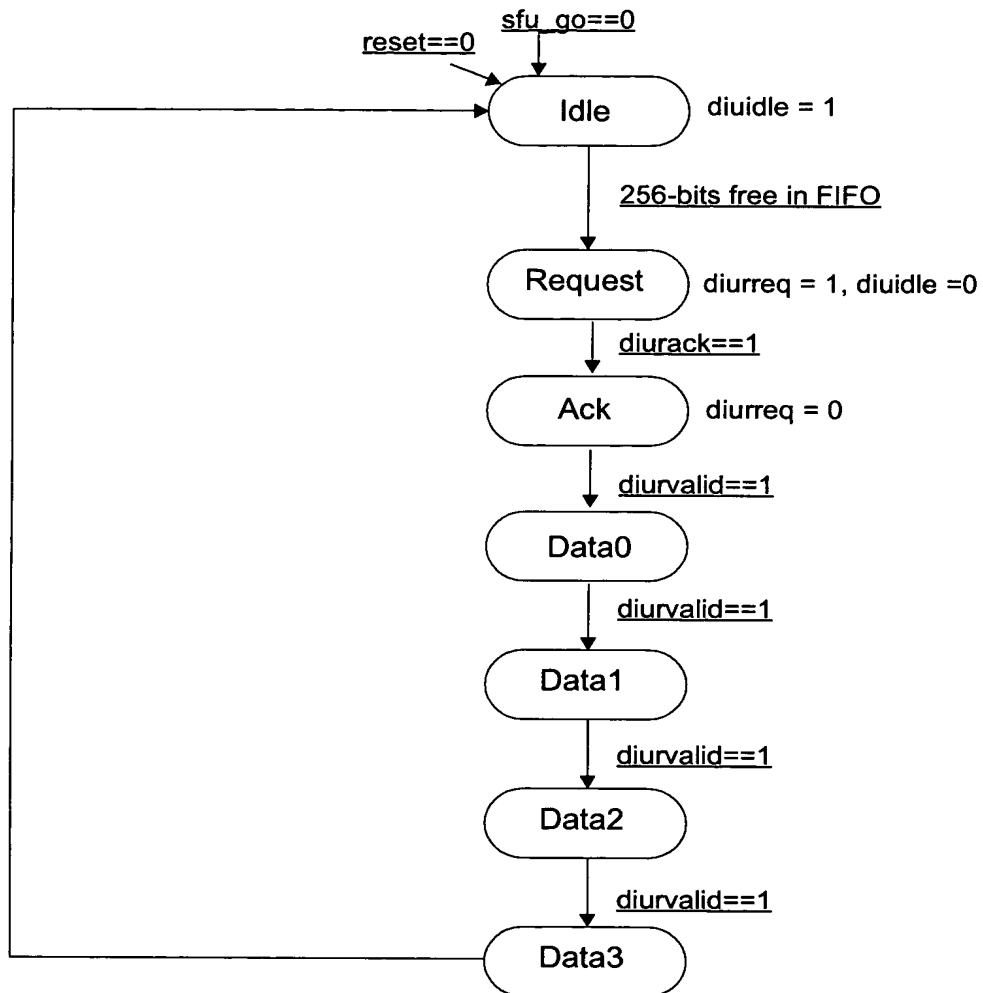 sfu_go==0
reset==0
Idle
diuidle = 1
256-bits free in FIFO
Request
diurreq = 1, diuidle =0
diurack==1
Ack
diurreq = 0
diurvalid==1
Data0
diurvalid==1
Data1
diurvalid==1
Data2
diurvalid==1
Data3